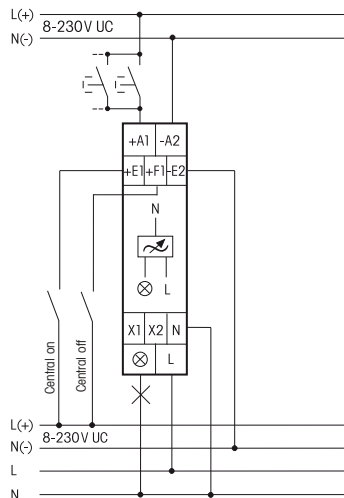 L(+)
8-230V UC
N(-)
+A1 -A2
+E1 +F1 -E2
N
L
X1 X2 N
L
Central on
Central off
L(+)
8-230V UC
N(-)
L
N